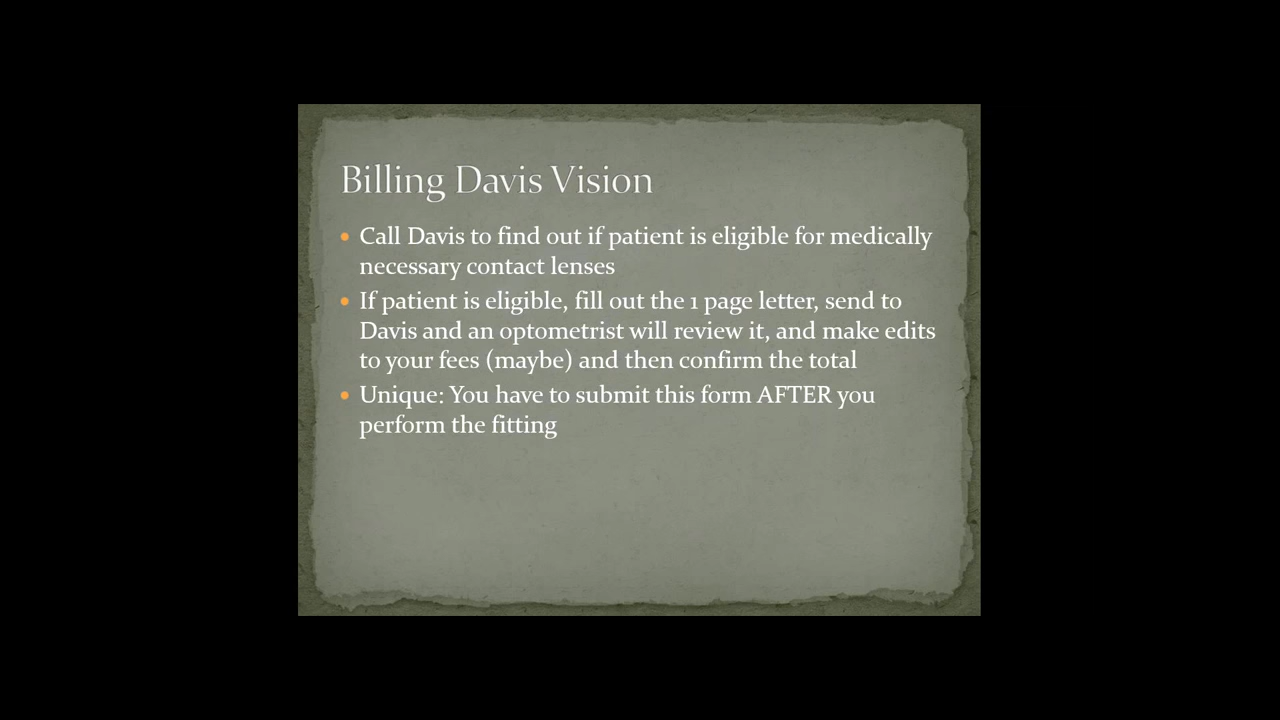 Billing Davis Vision
• Call Davis to find out if patient is eligible for medically
necessary contact lenses
• If patient is eligible, fill out the 1 page letter, send to
Davis and an optometrist will review it, and make edits
to your fees (maybe) and then confirm the total
• Unique: You have to submit this form AFTER you
perform the fitting